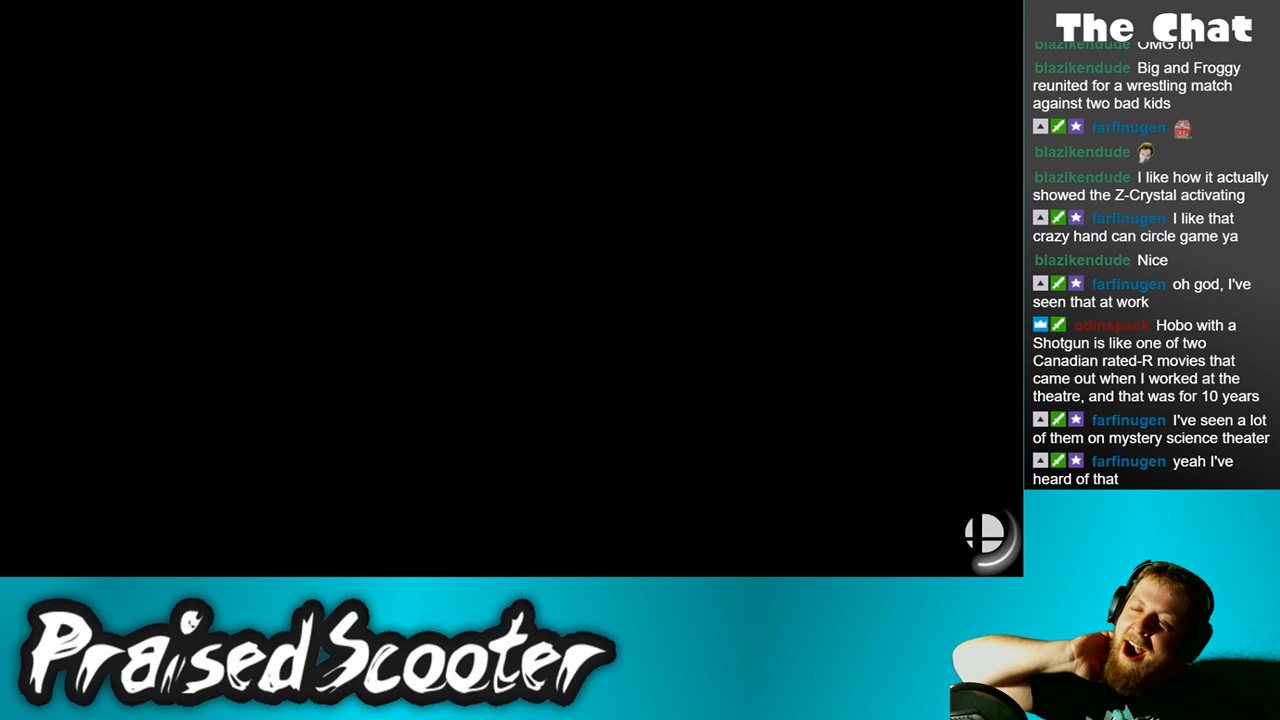 The Chat
blazikendude OMG lol
blazikendude Big and Froggy
reunited for a wrestling match
against two bad kids
farfinugen
blazikendude
blazikendude I like how it actually
showed the Z-Crystal activating
farfinugen I like that
crazy hand can circle game ya
blazikendude Nice
farfinugen oh god, I've
seen that at work
odinspack Hobo with a
Shotgun is like one of two
Canadian rated-R movies that
came out when I worked at the
theatre, and that was for 10 years
farfinugen I've seen a lot
of them on mystery science theater
farfinugen yeah I've
heard of that
PraisedScooter